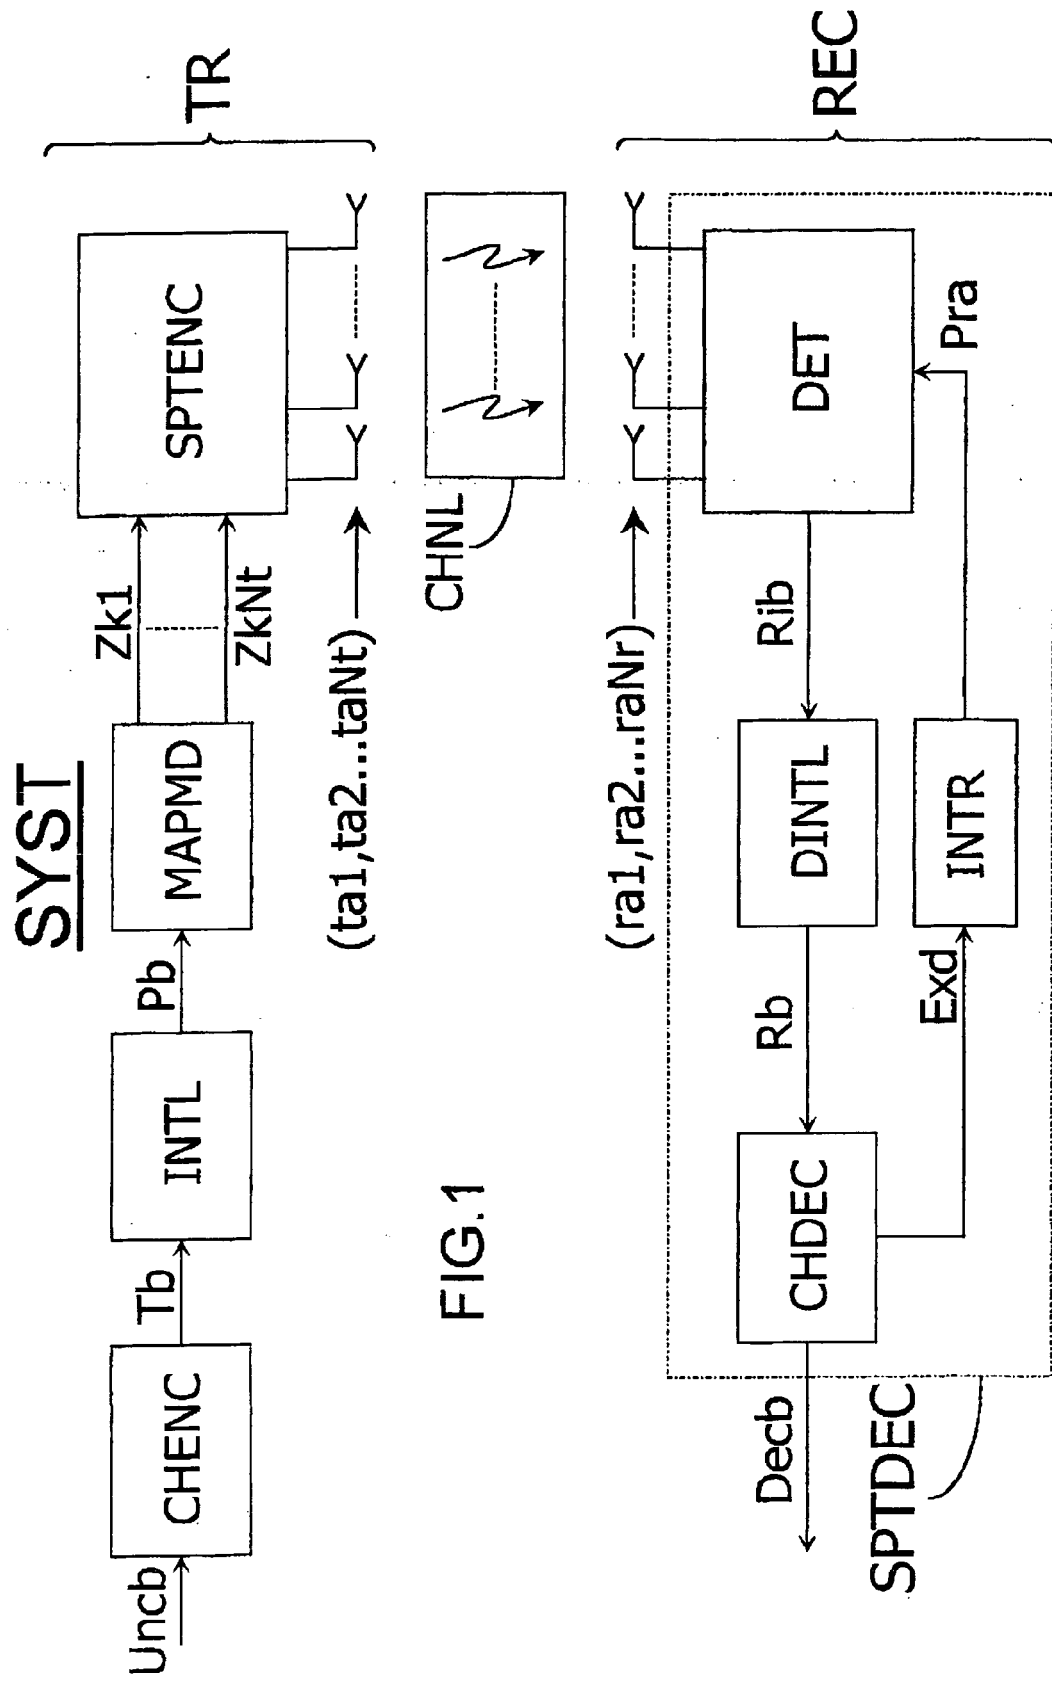 SYST
TR
Uncb
CHENC
Tb
INTL
Pb
MAPMD
Zk1
ZkNt
SPTENC
(ta1,ta2...taNt)
CHNL
FIG.1
(ra1,ra2...raNr)
REC
DET
Rib
DINTL
Rb
CHDEC
Decb
Exd
INTR
Pra
SPTDEC